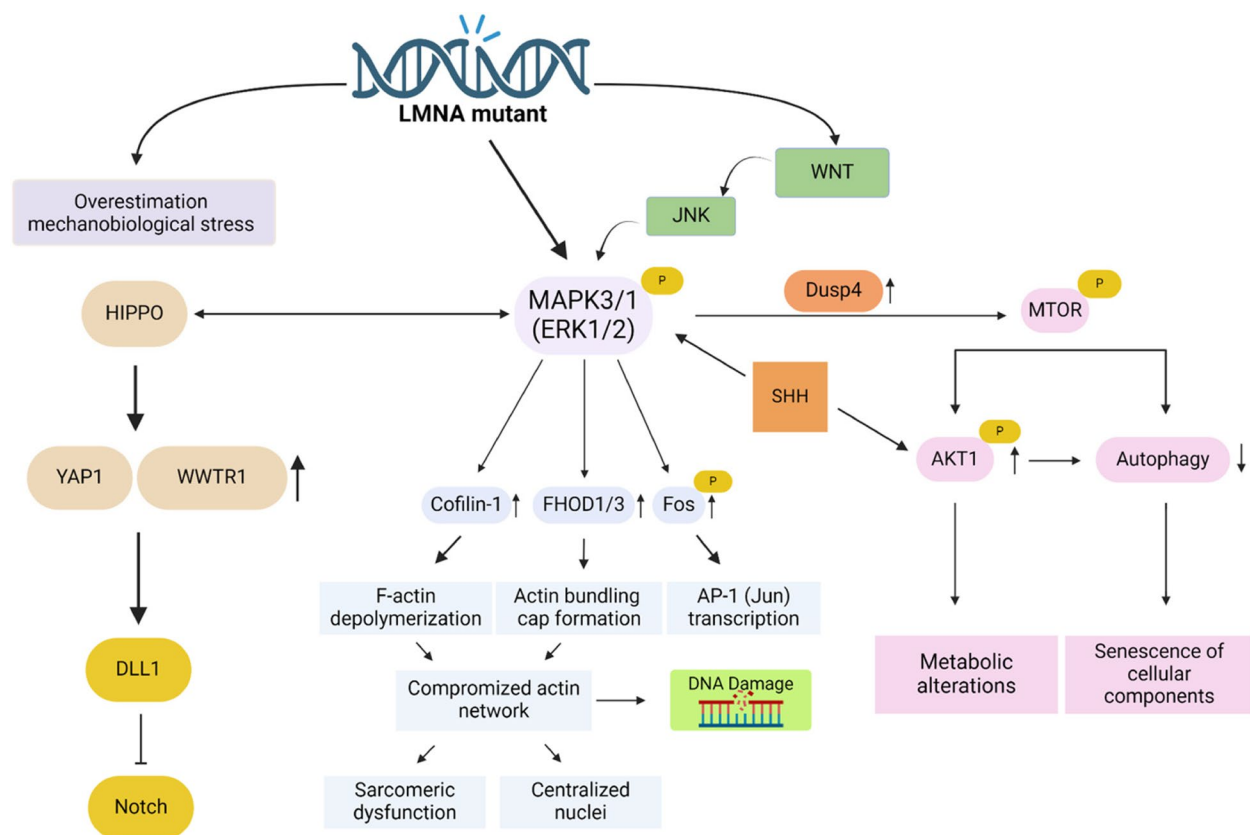 LMNA mutant
Overestimation
mechanobiological stress
WNT
JNK
HIPPO
MAPK3/1
(ERK1/2)
P
Dusp4
MTOR
P
SHH
YAP1
WWTR1
Cofilin-1
FHOD1/3
Fos
P
AKT1
P
Autophagy
F-actin
depolymerization
Actin bundling
cap formation
AP-1 (Jun)
transcription
DLL1
Compromized actin
network
DNA Damage
Metabolic
alterations
Senescence of
cellular
components
Notch
Sarcomeric
dysfunction
Centralized
nuclei